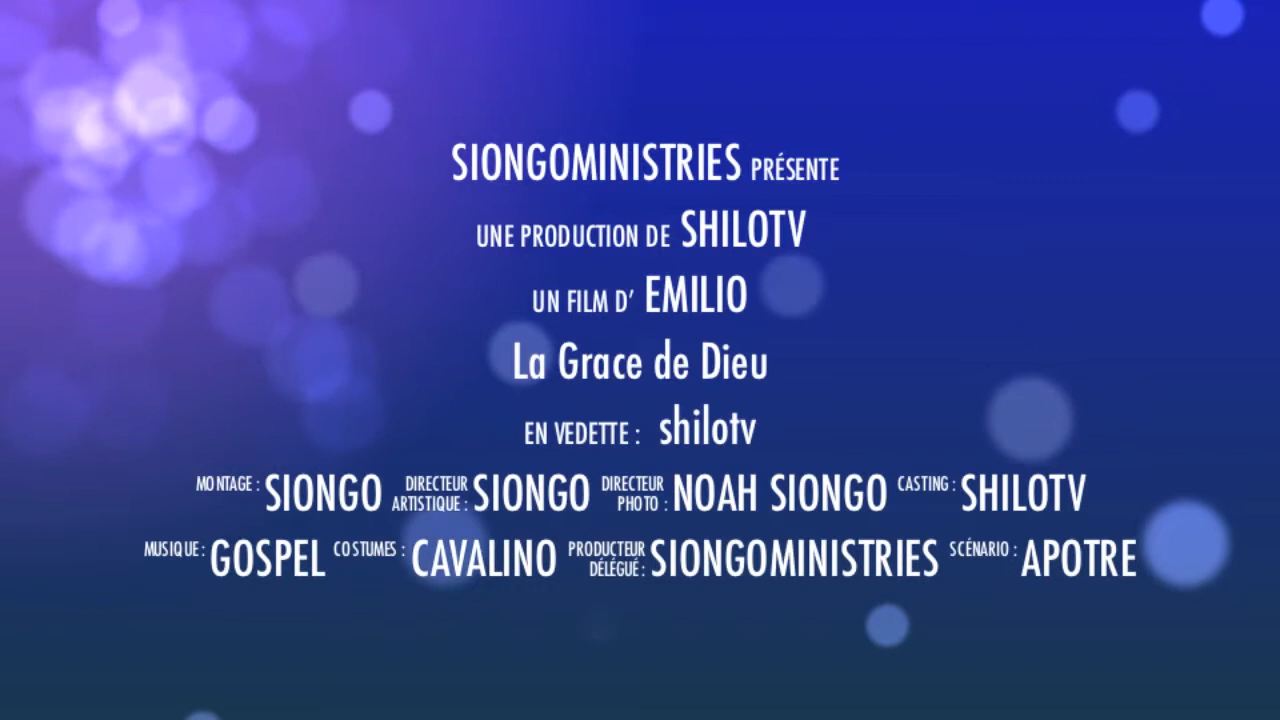 SIONGOMINISTRIES PRÉSENTE
UNE PRODUCTION DE SHILOTV
UN FILM D’ EMILIO
La Grace de Dieu
EN VEDETTE : shilotv
MONTAGE : SIONGO DIRECTEUR ARTISTIQUE : SIONGO DIRECTEUR PHOTO : NOAH SIONGO CASTING : SHILOTV
MUSIQUE : GOSPEL COSTUMES : CAVALINO PRODUCTEUR DÉLÉGUÉ : SIONGOMINISTRIES SCÉNARIO : APOTRE